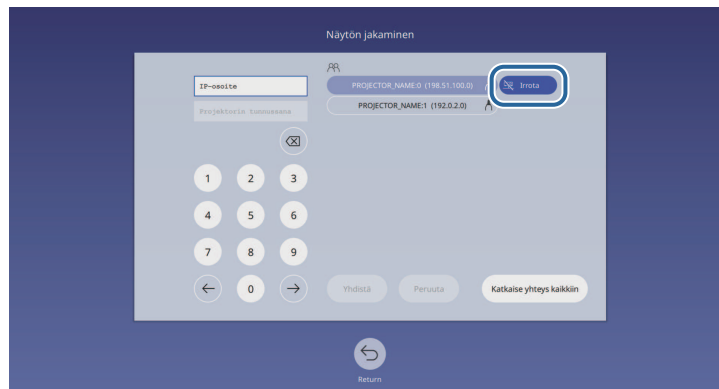 Näytön jakaminen
IP-osoite
Projektorin tunnussana
PROJECTOR_NAME:0 (198.51.100.0)
Irrota
PROJECTOR_NAME:1 (192.0.2.0)
1 2 3
4 5 6
7 8 9
0
Yhdistä
Peruuta
Katkaise yhteys kaikkiin
Return